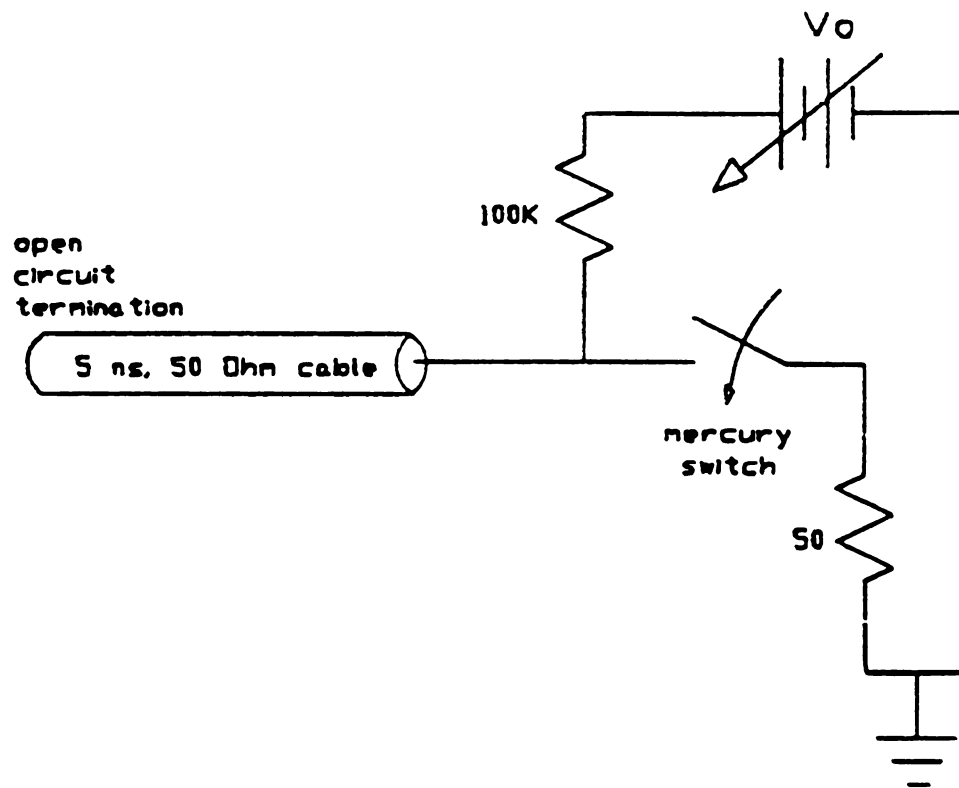 Vo
100K
open
circuit
termination
5 ns, 50 Ohm cable
mercury
switch
50